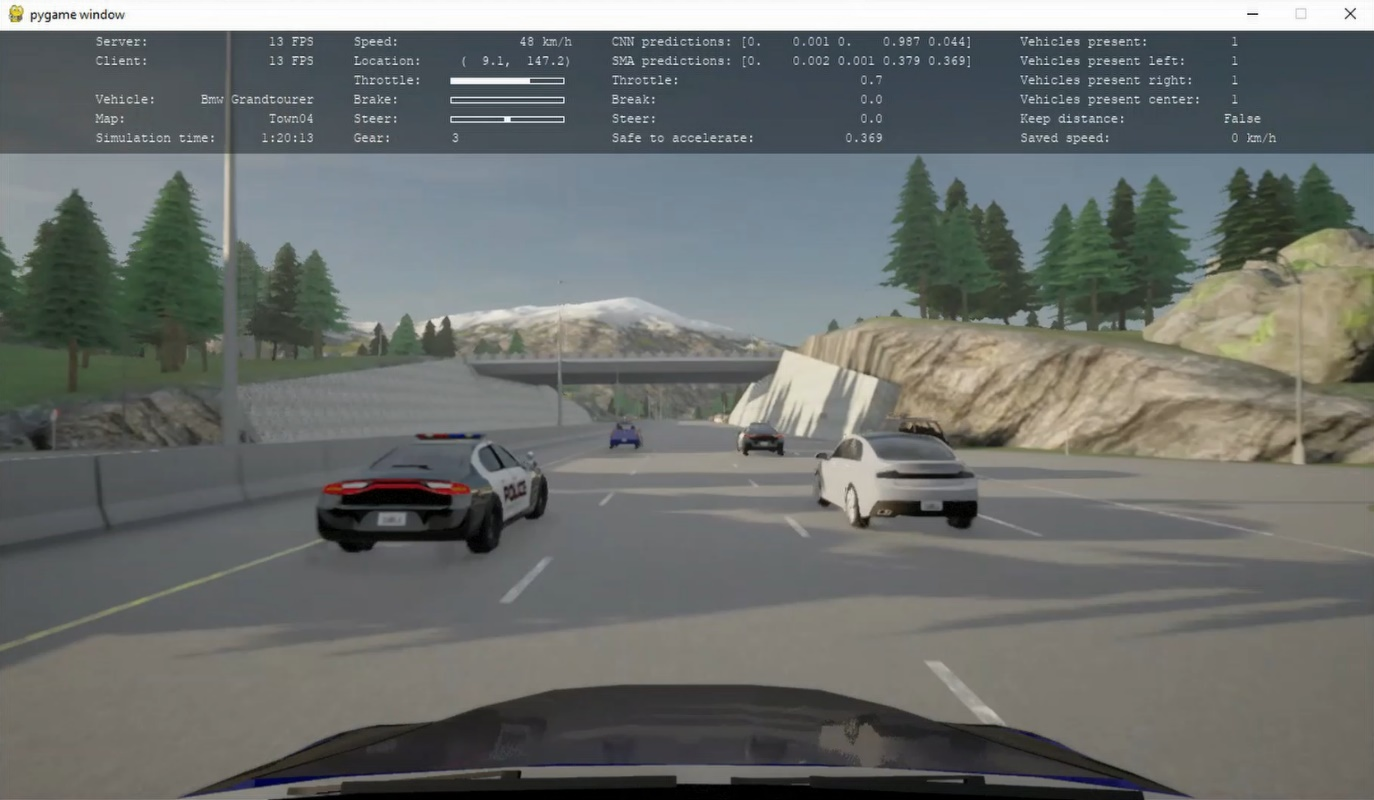 pygame window
Server: 13 FPS Speed: 48 km/h CNN predictions: [0. 0.001 0. 0.987 0.044] Vehicles present: 1
Client: 13 FPS Location: ( 9.1, 147.2) SMA predictions: [0. 0.002 0.001 0.379 0.369] Vehicles present left: 1
Throttle: Throttle: 0.7 Vehicles present right: 1
Vehicle: Bmw Grandtourer Brake: Break: 0.0 Vehicles present center: 1
Map: Town04 Steer: Steer: 0.0 Keep distance: False
Simulation time: 1:20:13 Gear: 3 Safe to accelerate: 0.369 Saved speed: 0 km/h
POLICE